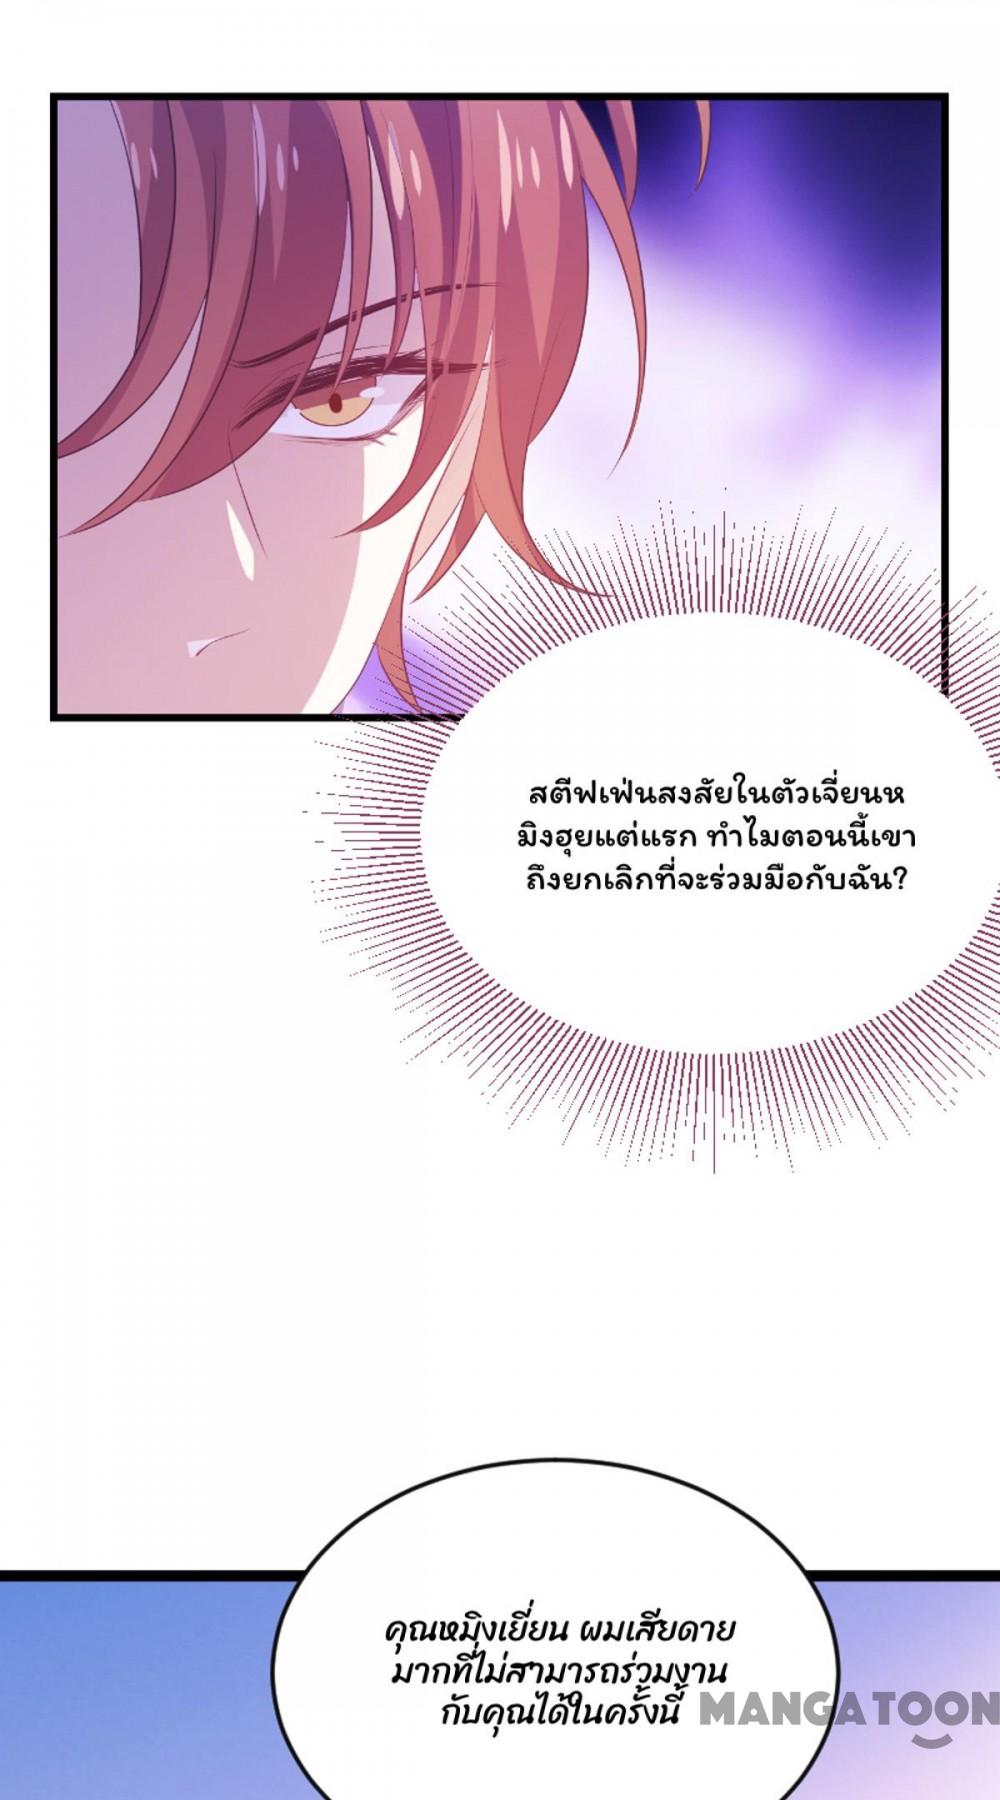 สตีฟเฟ่นสงสัยในตัวเจี่ยนห
มิงฮุยแต่แรก ทำไมตอนนี้เขา
ถึงยกเลิกที่จะร่วมมือกับฉัน?
คุณหมิงเยี่ยน ผมเสียดาย
มากที่ไม่สามารถร่วมงาน
กับคุณได้ในครั้งนี้
MANGATOON